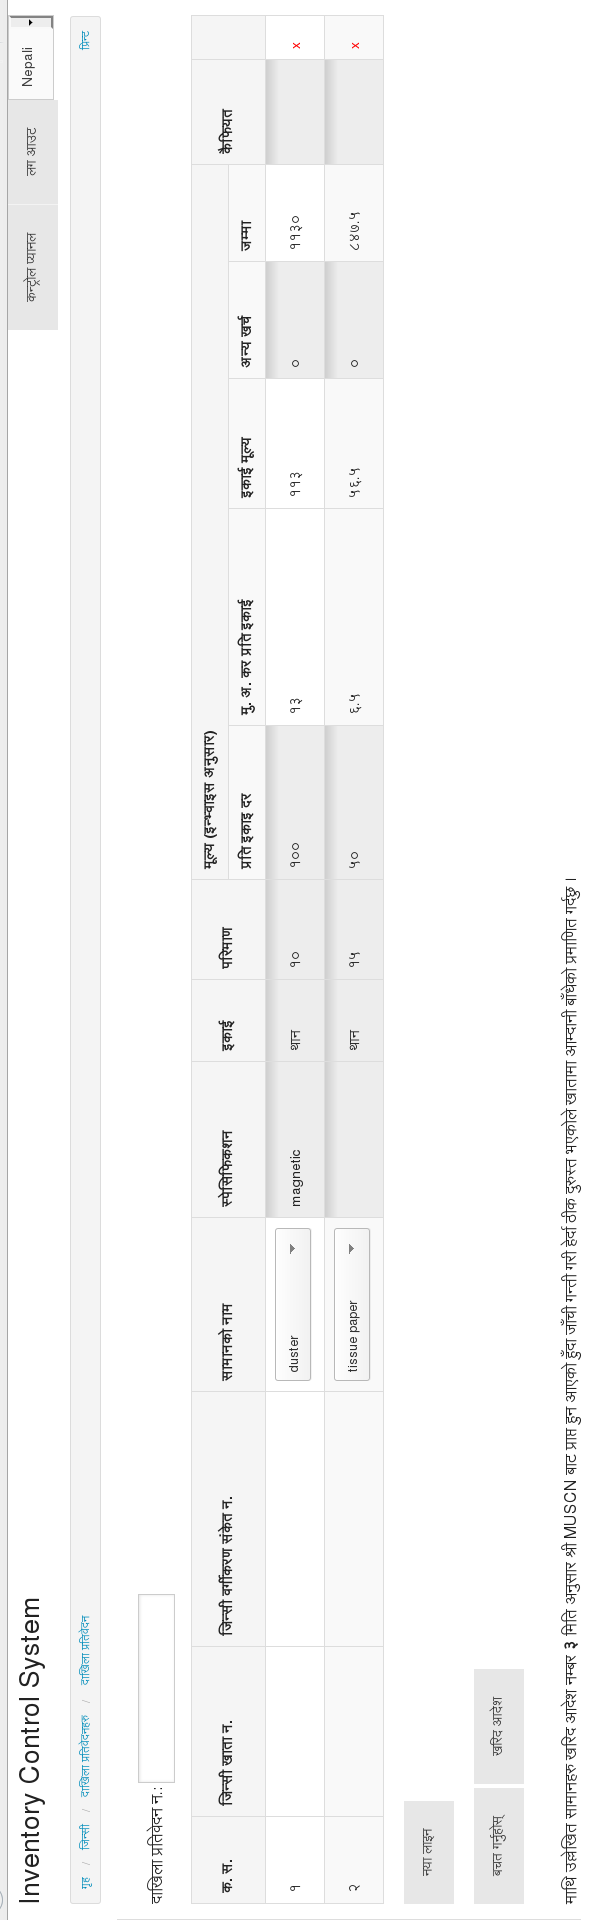 Inventory Control System
कन्ट्रोल प्यानल लग आउट Nepali
गृह / जिन्सी / दाखिला प्रतिवेदनहरु / दाखिला प्रतिवेदन प्रिन्ट
दाखिला प्रतिवेदन न.:
क. स. जिन्सी खाता न. जिन्सी वर्गीकरण संकेत न. सामानको नाम स्पेसिफिकशन इकाई परिमाण मूल्य (इन्भ्वाइस अनुसार) कैफियत
प्रति इकाइ दर मु. अ. कर प्रति इकाई इकाई मूल्य अन्य खर्च जम्मा
१ duster magnetic थान १० १०० १३ ११३ ० ११३० x
२ tissue paper थान १५ ५० ६.५ ५६.५ ० ८४७.५ x
नया लाइन
बचत गर्नुहोस् खरिद आदेश
माथि उल्लेखित सामानहरु खरिद आदेश नम्बर ३ मिति अनुसार श्री MUSCN बाट प्राप्त हुन आएको हुँदा जाँची गन्ती गरी हेर्दा ठीक दुरुस्त भएकोले खातामा आम्दानी बाँधेको प्रमाणित गर्दछु ।